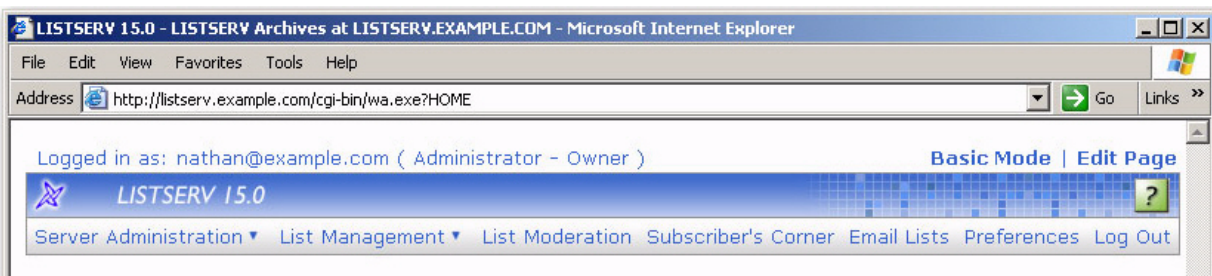 LISTSERV 15.0 - LISTSERV Archives at LISTSERV.EXAMPLE.COM - Microsoft Internet Explorer
File Edit View Favorites Tools Help
Address http://listserv.example.com/cgi-bin/wa.exe?HOME Go Links »
Logged in as: nathan@example.com ( Administrator - Owner ) Basic Mode | Edit Page
LISTSERV 15.0 ?
Server Administration ▼ List Management ▼ List Moderation Subscriber's Corner Email Lists Preferences Log Out